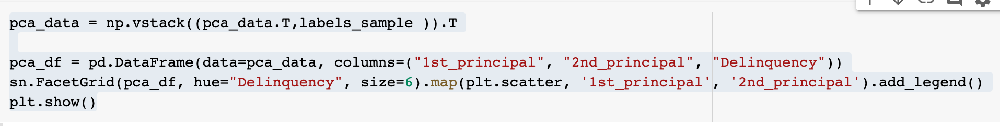 pca_data = np.vstack((pca_data.T,labels_sample )).T
pca_df = pd.DataFrame(data=pca_data, columns=("1st_principal", "2nd_principal", "Delinquency"))
sn.FacetGrid(pca_df, hue="Delinquency", size=6).map(plt.scatter, '1st_principal', '2nd_principal').add_legend()
plt.show()